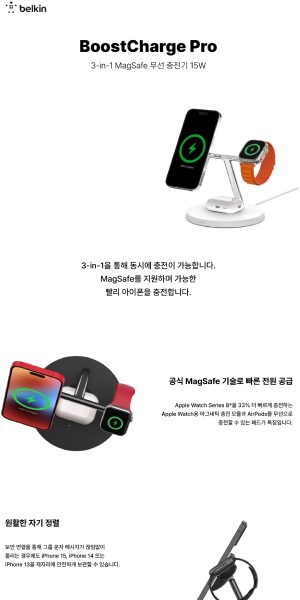 belkin
BoostCharge Pro
3-in-1 MagSafe 무선 충전기 15W
3-in-1을 통해 동시에 충전이 가능합니다.
MagSafe를 지원하며 가능한
빨리 아이폰을 충전합니다.
공식 MagSafe 기술로 빠른 전원 공급
Apple Watch Series 8*을 33% 더 빠르게 충전하는
Apple Watch용 마그네틱 충전 모듈과 AirPods를 무선으로
충전할 수 있는 패드가 특징입니다.
원활한 자기 정렬
보안 연결을 통해 그룹 문자 메시지가 끊임없이
울리는 경우에도 iPhone 15, iPhone 14 또는
iPhone 13을 제자리에 안전하게 보관할 수 있습니다.